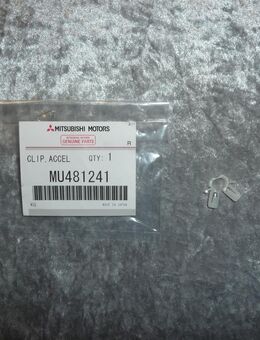 MITSUBISHI MOTORS
GENUINE PARTS
R
CLIP, ACCEL QTY: 1
MU481241
MADE IN JAPAN